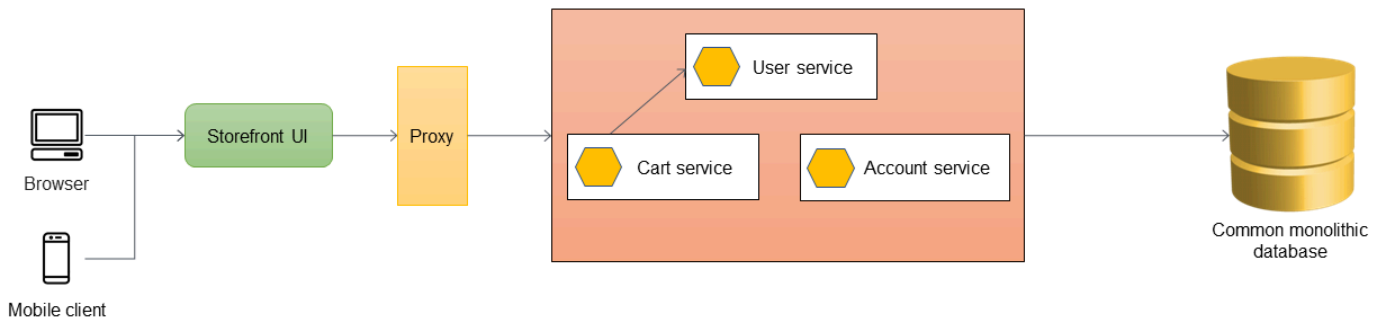 Browser
Mobile client
Storefront UI
Proxy
User service
Cart service
Account service
Common monolithic
database